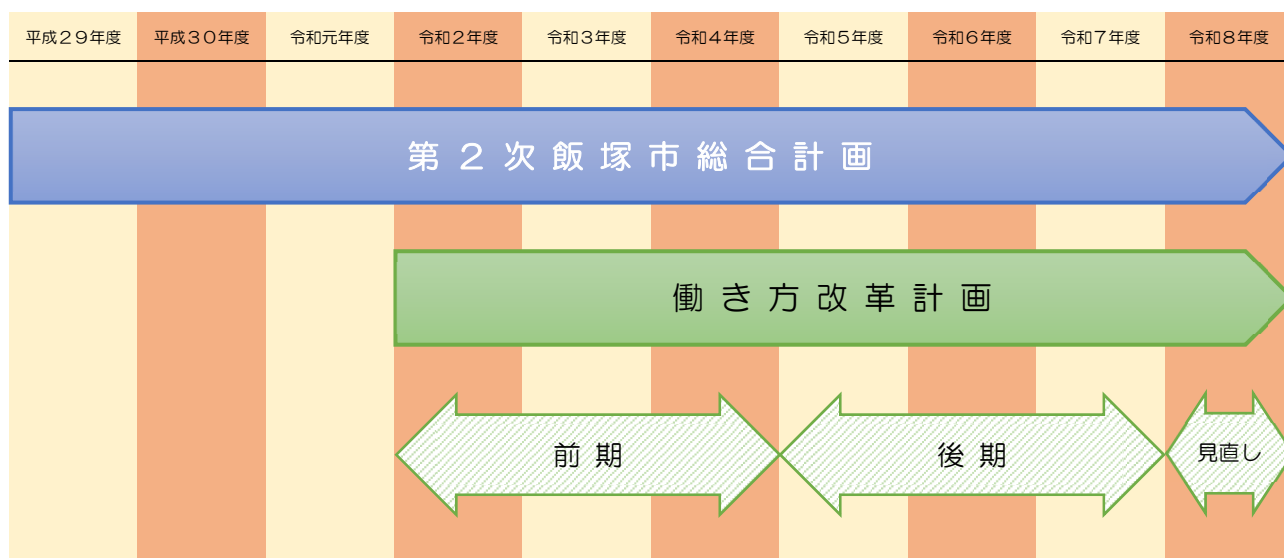 平成２９年度 平成３０年度 令和元年度 令和２年度 令和３年度 令和４年度 令和５年度 令和６年度 令和７年度 令和８年度
第２次飯塚市総合計画
働き方改革計画
前期 後期 見直し